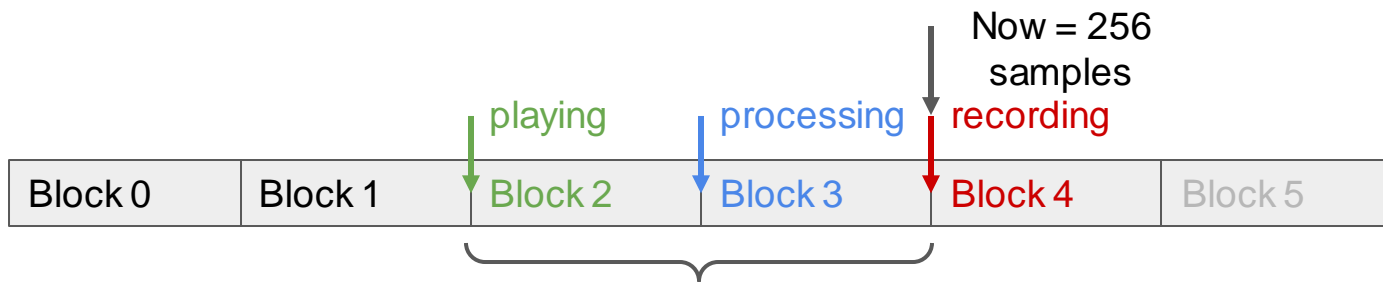 Now = 256
samples
playing
processing
recording
Block 0
Block 1
Block 2
Block 3
Block 4
Block 5